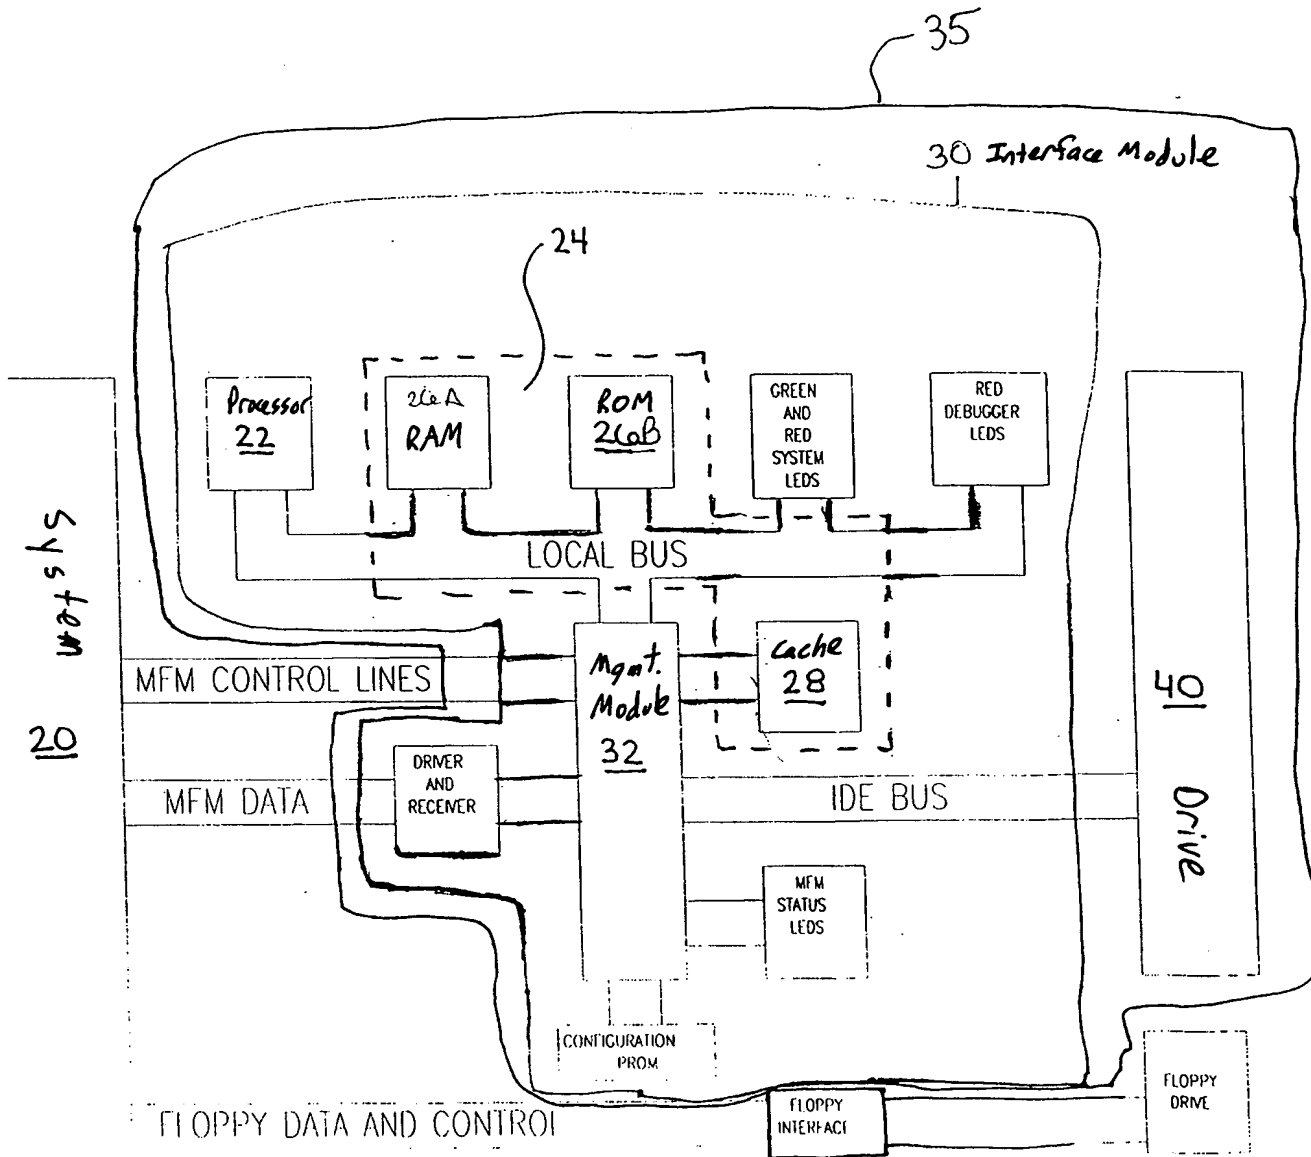 35
30 Interface Module
24
Processor
22
26A
RAM
ROM
26B
GREEN
AND
RED
SYSTEM
LEDS
RED
DEBUGGER
LEDS
LOCAL BUS
System
20
MFM CONTROL LINES
Mgmt.
Module
32
Cache
28
40
Drive
MFM DATA
DRIVER
AND
RECEIVER
IDE BUS
MFM
STATUS
LEDS
CONFIGURATION
PROM
FLOPPY DATA AND CONTROL
FLOPPY
INTERFACE
FLOPPY
DRIVE